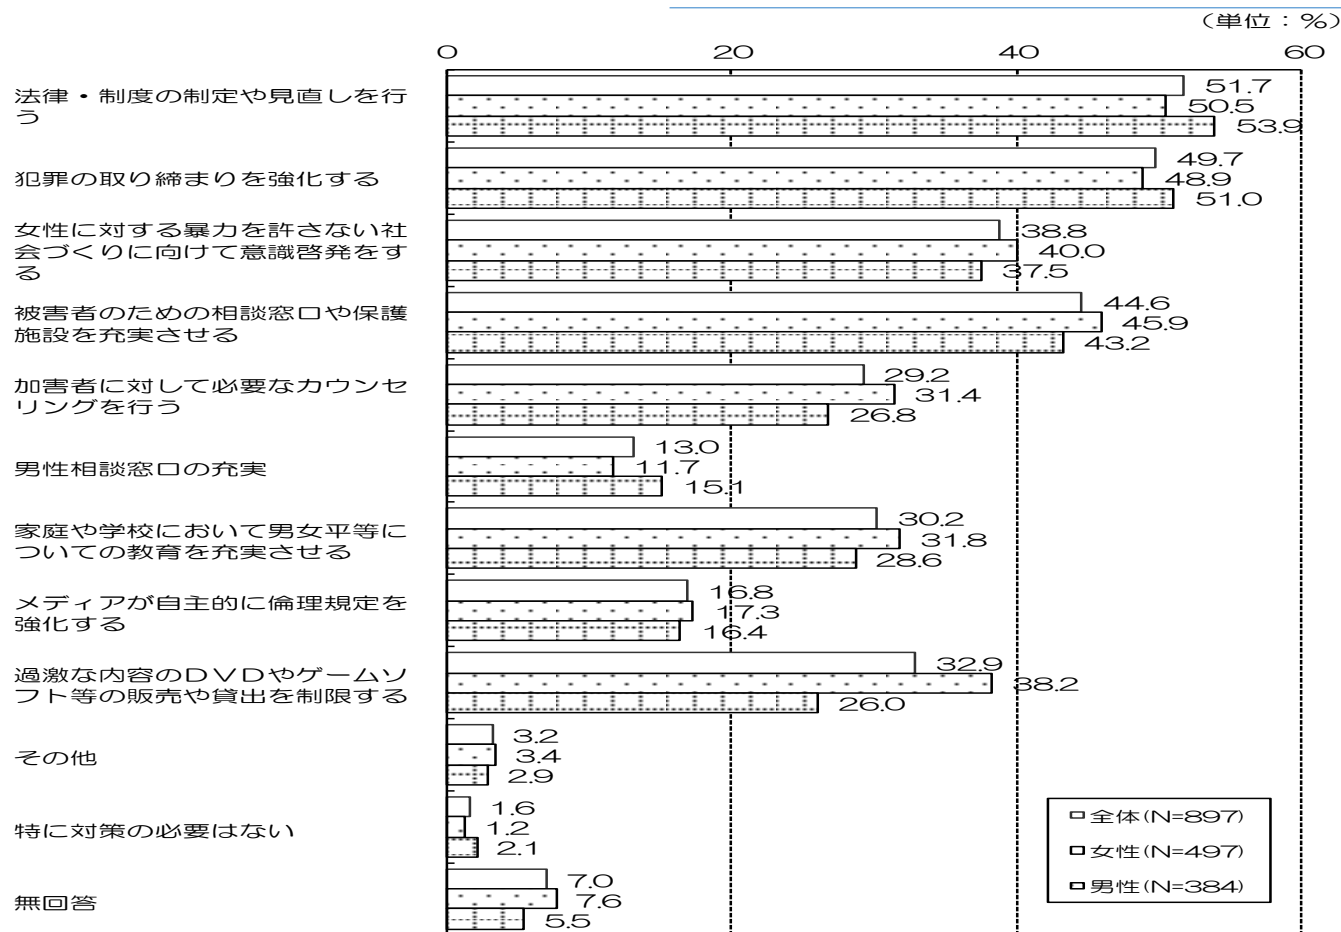 (単位:%)
0 20 40 60
法律・制度の制定や見直しを行
う
51.7
50.5
53.9
犯罪の取り締まりを強化する
49.7
48.9
51.0
女性に対する暴力を許さない社
会づくりに向けて意識啓発をす
る
38.8
40.0
37.5
被害者のための相談窓口や保護
施設を充実させる
44.6
45.9
43.2
加害者に対して必要なカウンセ
リングを行う
29.2
31.4
26.8
男性相談窓口の充実
13.0
11.7
15.1
家庭や学校において男女平等に
ついての教育を充実させる
30.2
31.8
28.6
メディアが自主的に倫理規定を
強化する
16.8
17.3
16.4
過激な内容のDVDやゲームソ
フト等の販売や貸出を制限する
32.9
38.2
26.0
その他
3.2
3.4
2.9
特に対策の必要はない
1.6
1.2
2.1
無回答
7.0
7.6
5.5
全体(N=897)
女性(N=497)
男性(N=384)